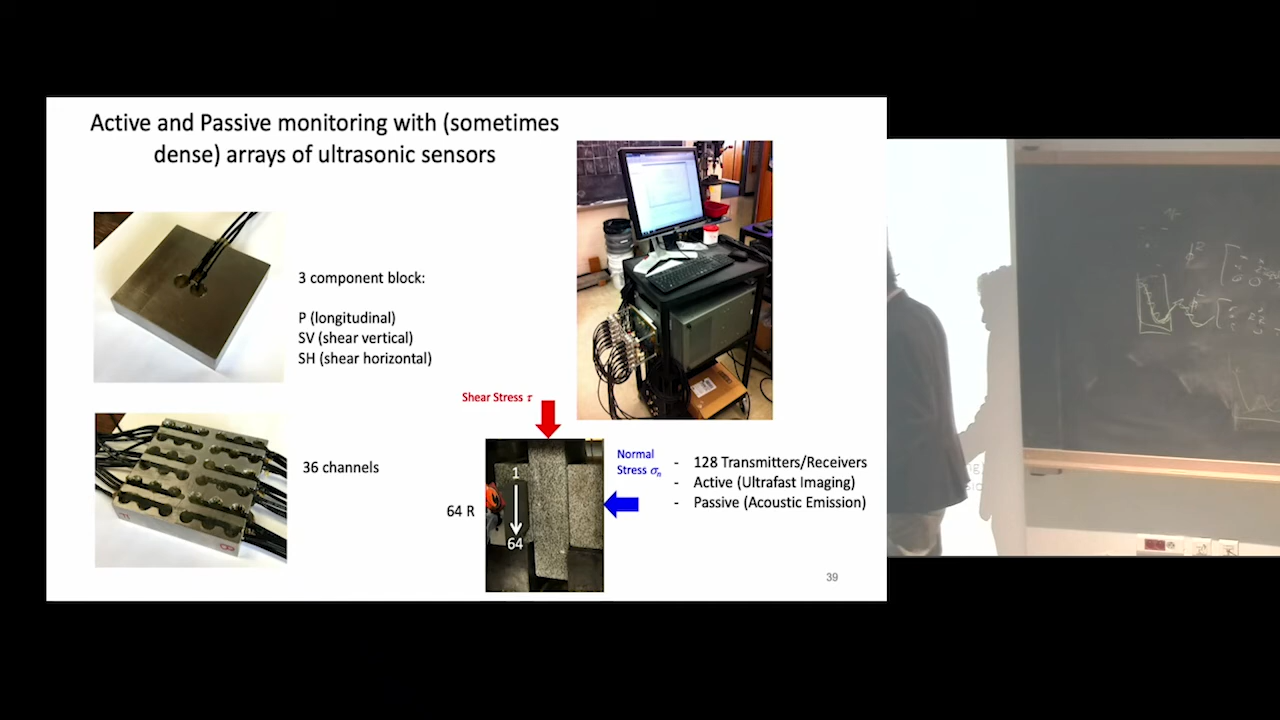 Active and Passive monitoring with (sometimes
dense) arrays of ultrasonic sensors
3 component block:
P (longitudinal)
SV (shear vertical)
SH (shear horizontal)
36 channels
Shear Stress τ
Normal
Stress σₙ
1
64
64 R
- 128 Transmitters/Receivers
- Active (Ultrafast Imaging)
- Passive (Acoustic Emission)
39